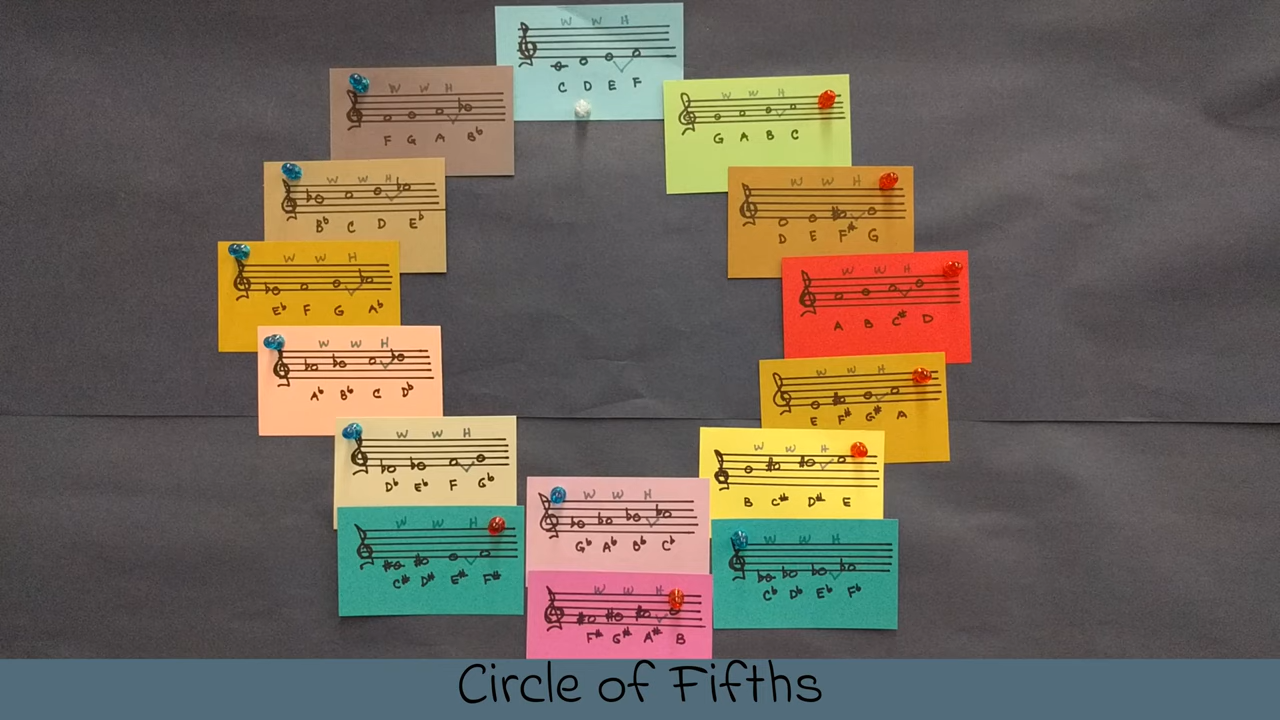 W W H
C D E F
W W H
F G A B♭
W W H
G A B C
W W H
B♭ C D E♭
W W H
D E F# G
W W H
E♭ F G A♭
W W H
A B C# D
W W H
A♭ B♭ C D♭
W W H
E F# G# A
W W H
D♭ E♭ F G♭
W W H
B C# D# E
W W H
G♭ A♭ B♭ C♭
W W H
C# D# E# F#
W W H
C♭ D♭ E♭ F♭
W W H
F# G# A# B
Circle of Fifths